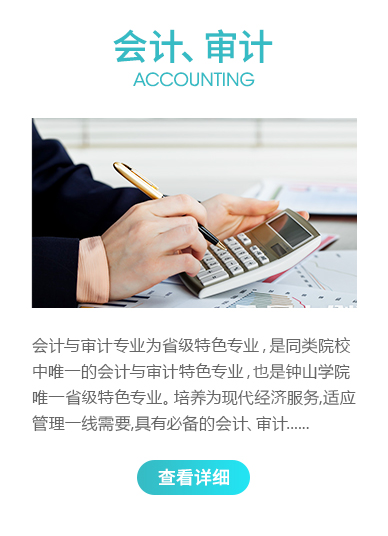 会计、审计
ACCOUNTING
会计与审计专业为省级特色专业,是同类院校
中唯一的会计与审计特色专业,也是钟山学院
唯一省级特色专业。培养为现代经济服务,适应
管理一线需要,具有必备的会计、审计......
查看详细